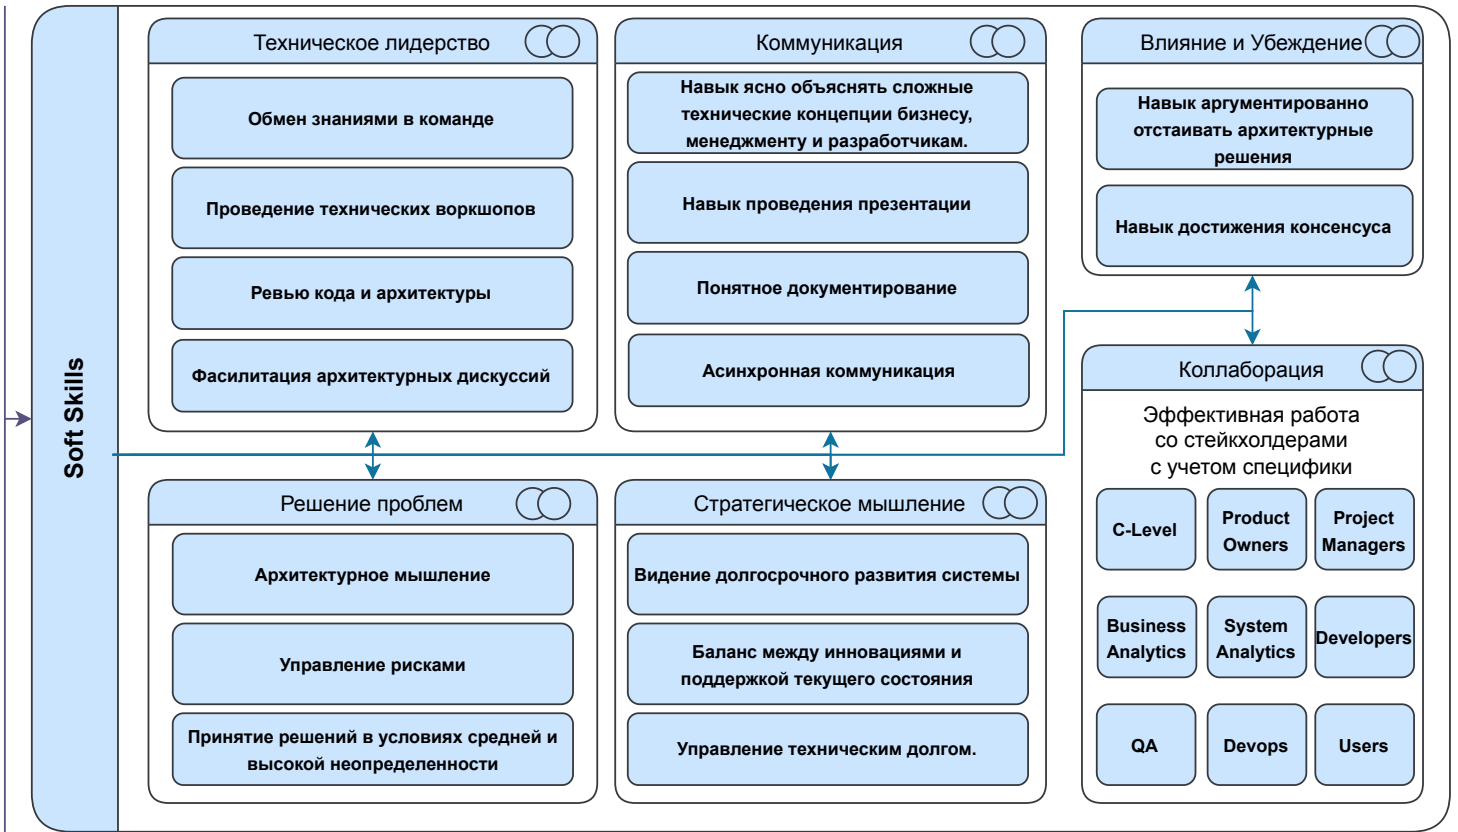 Soft Skills
Техническое лидерство
Обмен знаниями в команде
Проведение технических воркшопов
Ревью кода и архитектуры
Фасилитация архитектурных дискуссий
Коммуникация
Навык ясно объяснять сложные
технические концепции бизнесу,
менеджменту и разработчикам.
Навык проведения презентации
Понятное документирование
Асинхронная коммуникация
Влияние и Убеждение
Навык аргументированно
отстаивать архитектурные
решения
Навык достижения консенсуса
Решение проблем
Архитектурное мышление
Управление рисками
Принятие решений в условиях средней и
высокой неопределенности
Стратегическое мышление
Видение долгосрочного развития системы
Баланс между инновациями и
поддержкой текущего состояния
Управление техническим долгом.
Коллаборация
Эффективная работа
со стейкхолдерами
с учетом специфики
C-Level
Product
Owners
Project
Managers
Business
Analytics
System
Analytics
Developers
QA
Devops
Users